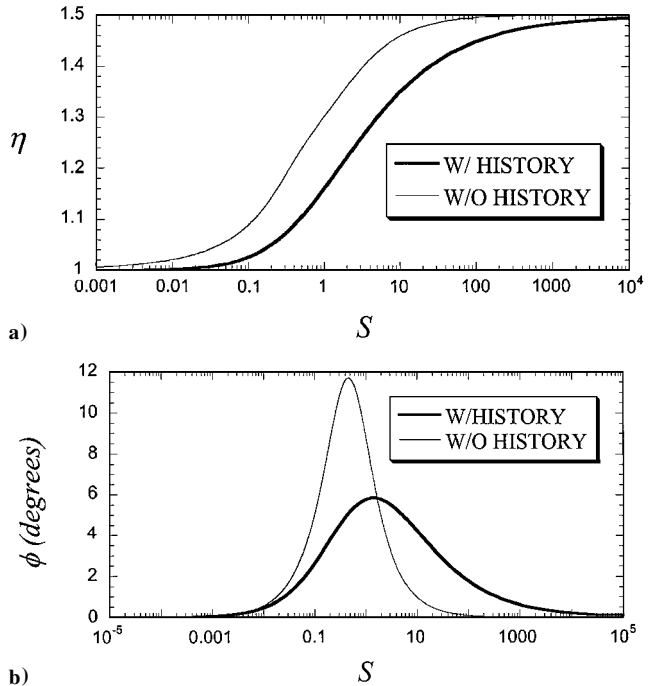 1.5
1.4
1.3
1.2
1.1
1
η
W/ HISTORY
W/O HISTORY
0.001 0.01 0.1 1 10 100 1000 10⁴
S
a)
12
10
8
6
4
2
0
ϕ (degrees)
W/HISTORY
W/O HISTORY
10⁻⁵ 0.001 0.1 10 1000 10⁵
S
b)